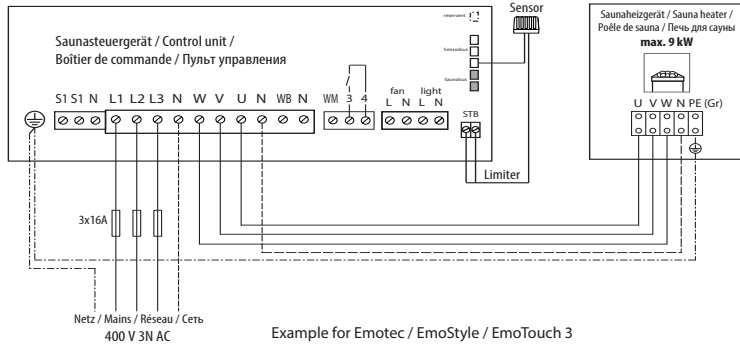 Sensor
reserviert
Sensorbus
Saunabus
Saunasteuergerät / Control unit /
Boîtier de commande / Пульт управления
S1 S1 N L1 L2 L3 N W V U N WB N WM 3 4
fan light
L N L N
STB
Limiter
Saunaheizgerät / Sauna heater /
Poêle de sauna / Печь для сауны
max. 9 kW
U V W N PE (Gr)
3x16A
Netz / Mains / Réseau / Сеть
400 V 3N AC
Example for Emotec / EmoStyle / EmoTouch 3